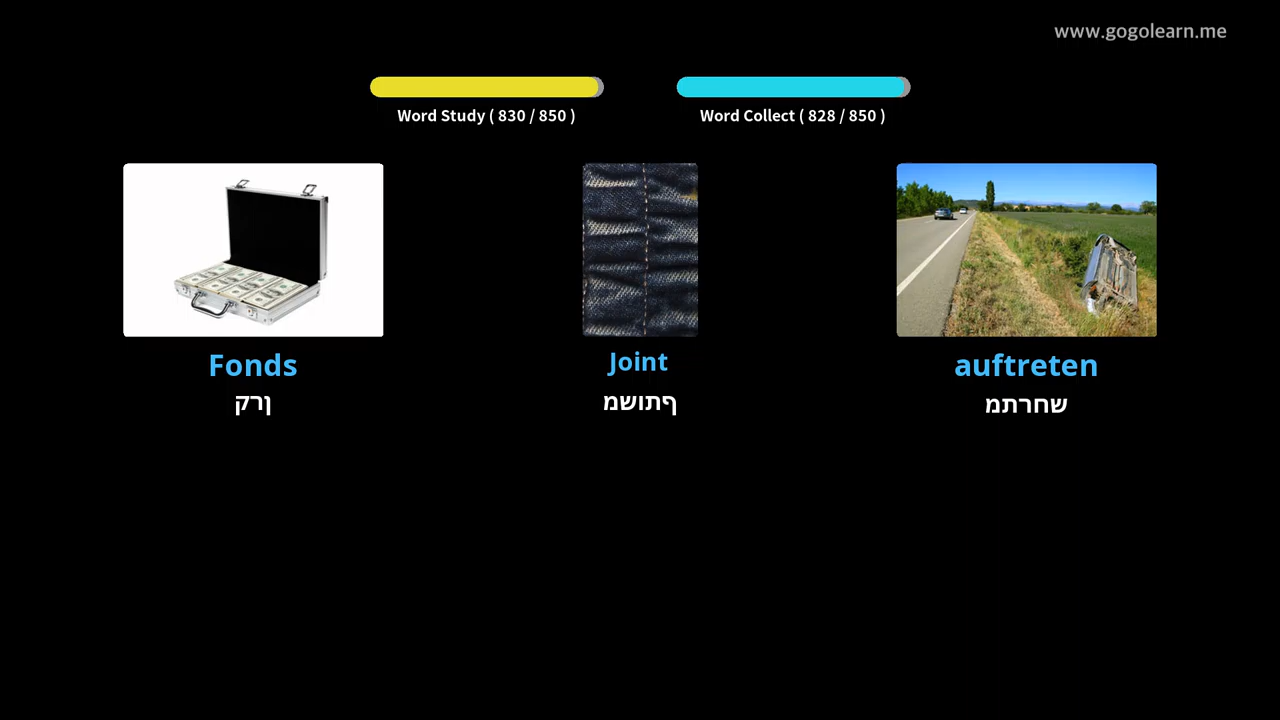 www.gogolearn.me
Word Study ( 830 / 850 )
Word Collect ( 828 / 850 )
Fonds
קרן
Joint
משותף
auftreten
מתרחש